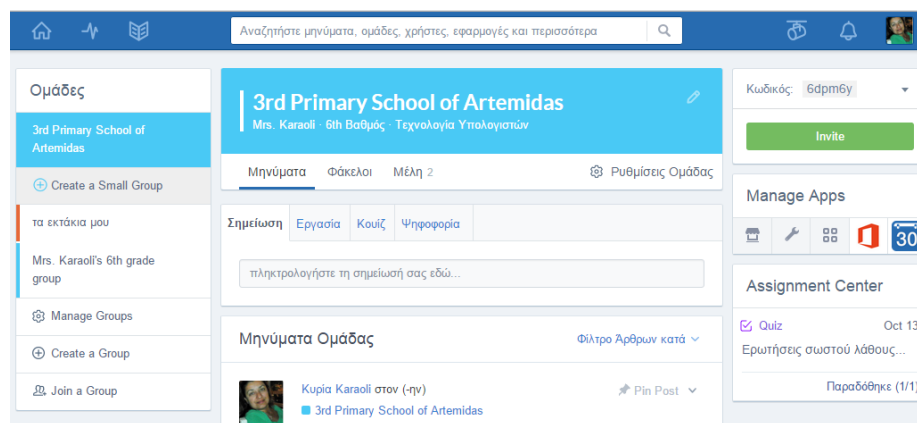 Αναζητήστε μηνύματα, ομάδες, χρήστες, εφαρμογές και περισσότερα
Ομάδες
3rd Primary School of
Artemidas
Create a Small Group
τα εκτάκια μου
Mrs. Karaoli's 6th grade
group
Manage Groups
Create a Group
Join a Group
3rd Primary School of Artemidas
Mrs. Karaoli · 6th Βαθμός · Τεχνολογία Υπολογιστών
Μηνύματα Φάκελοι Μέλη 2 Ρυθμίσεις Ομάδας
Σημείωση Εργασία Κουίζ Ψηφοφορία
πληκτρολογήστε τη σημείωσή σας εδώ...
Μηνύματα Ομάδας Φίλτρο Άρθρων κατά
Κυρία Karaoli στον (-ην) Pin Post
3rd Primary School of Artemidas
Κωδικός: 6dpm6y
Invite
Manage Apps
30
Assignment Center
Quiz Oct 13
Ερωτήσεις σωστού λάθους...
Παραδόθηκε (1/1)